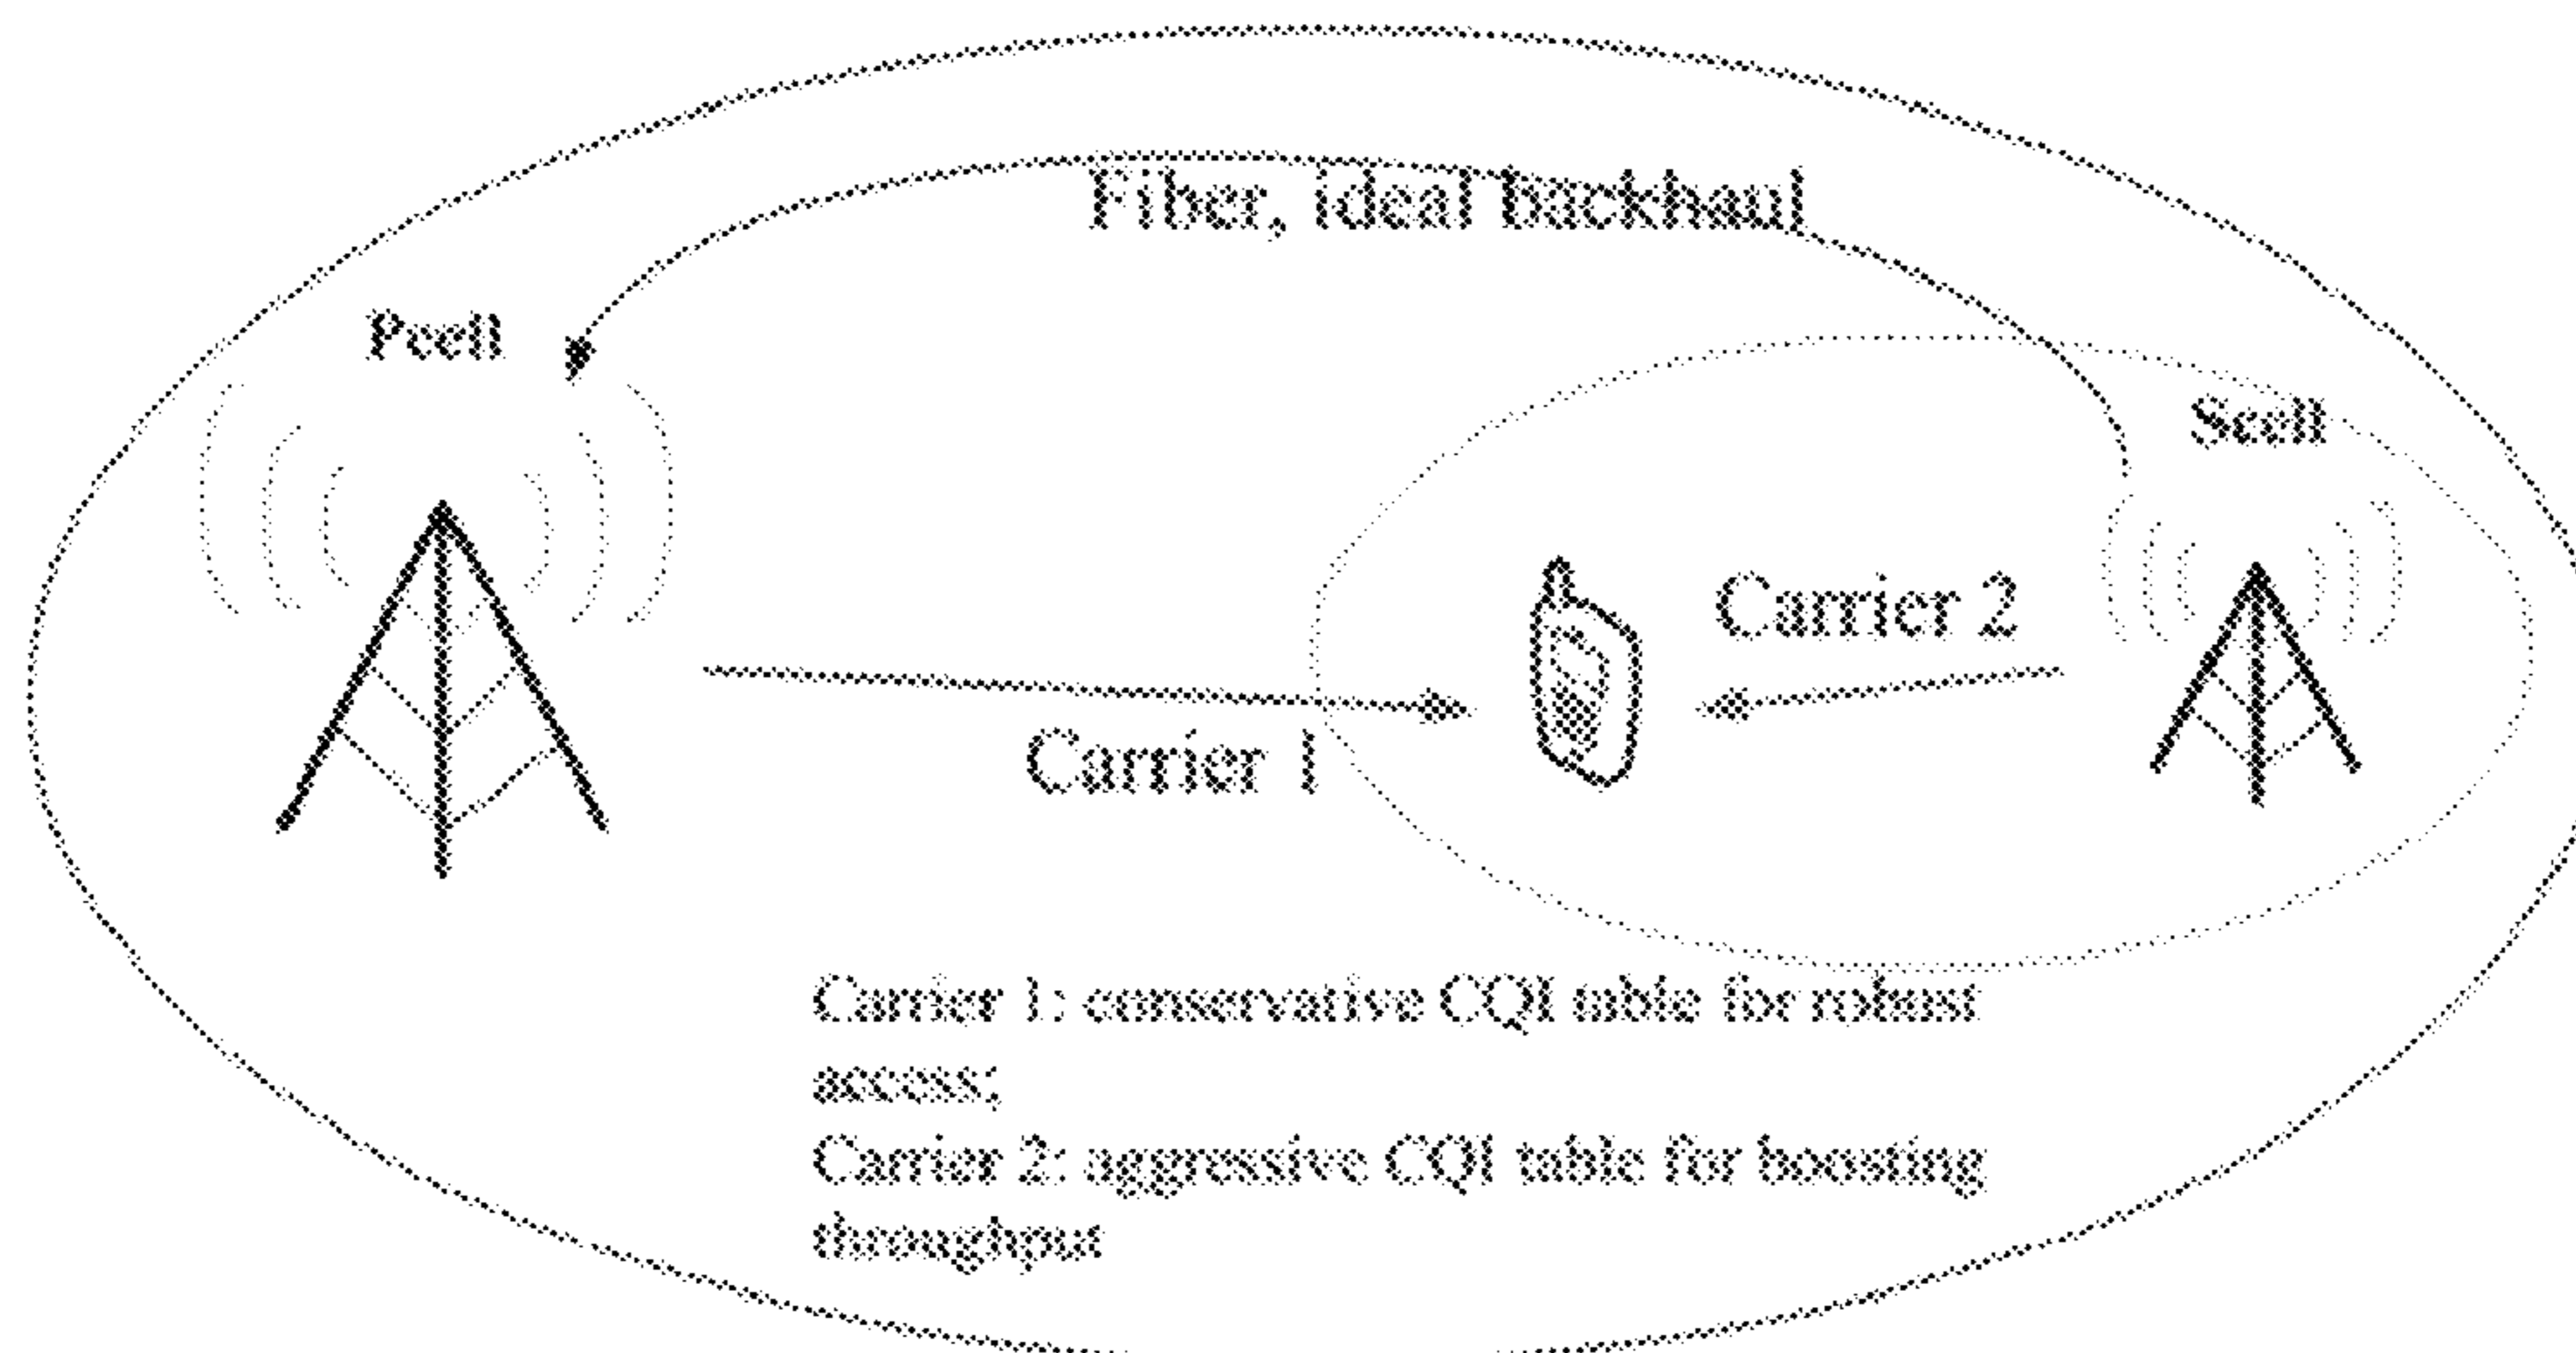 Fiber, ideal backhaul
Pcell
Scell
Carrier 2
Carrier 1
Carrier 1: conservative CQI table for robust
access;
Carrier 2: aggressive CQI table for boosting
throughput